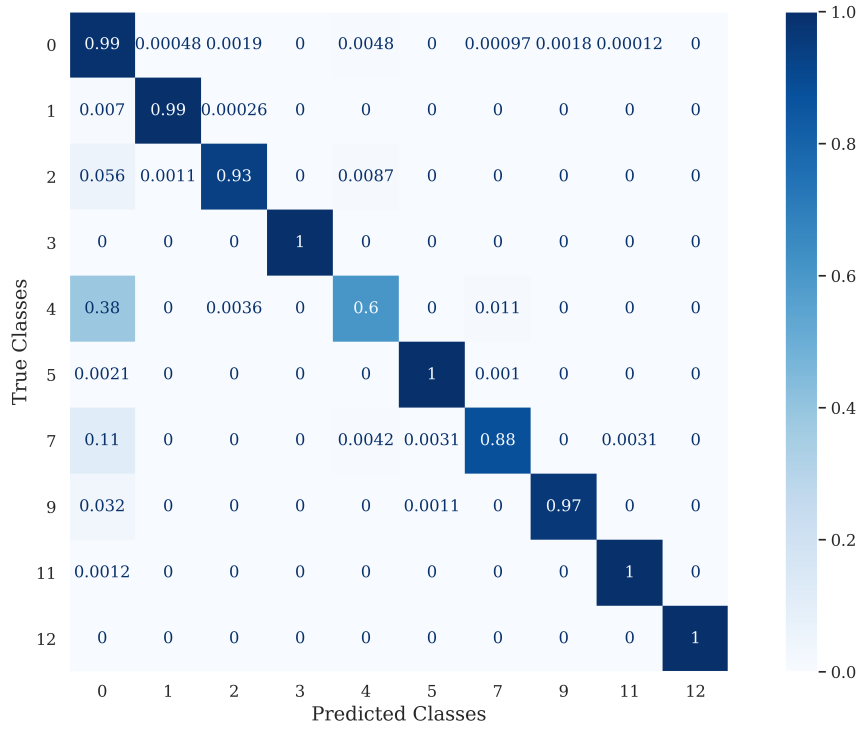 0 0.99 0.00048 0.0019 0 0.0048 0 0.00097 0.0018 0.00012 0
1 0.007 0.99 0.00026 0 0 0 0 0 0 0
2 0.056 0.0011 0.93 0 0.0087 0 0 0 0 0
3 0 0 0 1 0 0 0 0 0 0
4 0.38 0 0.0036 0 0.6 0 0.011 0 0 0
5 0.0021 0 0 0 0 1 0.001 0 0 0
7 0.11 0 0 0 0.0042 0.0031 0.88 0 0.0031 0
9 0.032 0 0 0 0 0.0011 0 0.97 0 0
11 0.0012 0 0 0 0 0 0 0 1 0
12 0 0 0 0 0 0 0 0 0 1
0 1 2 3 4 5 7 9 11 12
Predicted Classes
True Classes
1.0
0.8
0.6
0.4
0.2
0.0